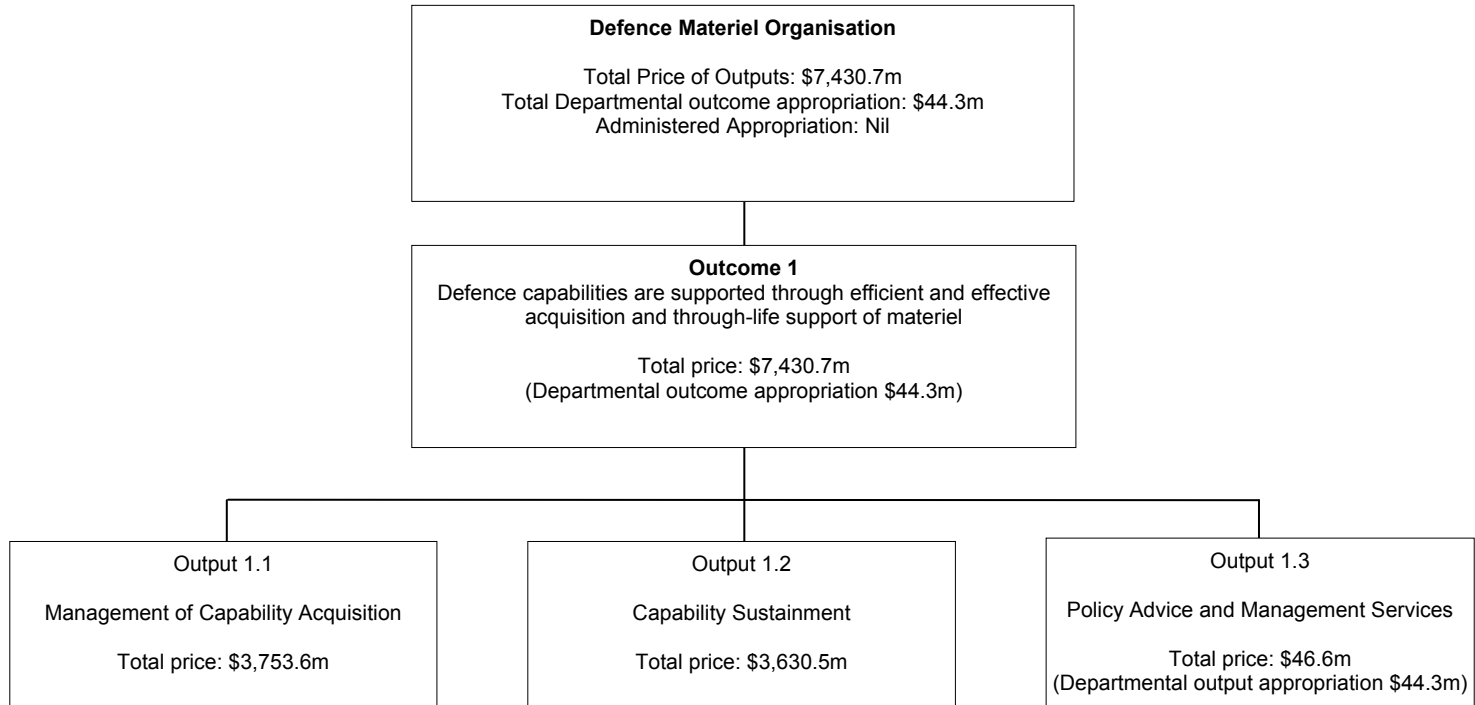 Defence Materiel Organisation
Total Price of Outputs: $7,430.7m
Total Departmental outcome appropriation: $44.3m
Administered Appropriation: Nil
Outcome 1
Defence capabilities are supported through efficient and effective
acquisition and through-life support of materiel
Total price: $7,430.7m
(Departmental outcome appropriation $44.3m)
Output 1.1
Management of Capability Acquisition
Total price: $3,753.6m
Output 1.2
Capability Sustainment
Total price: $3,630.5m
Output 1.3
Policy Advice and Management Services
Total price: $46.6m
(Departmental output appropriation $44.3m)